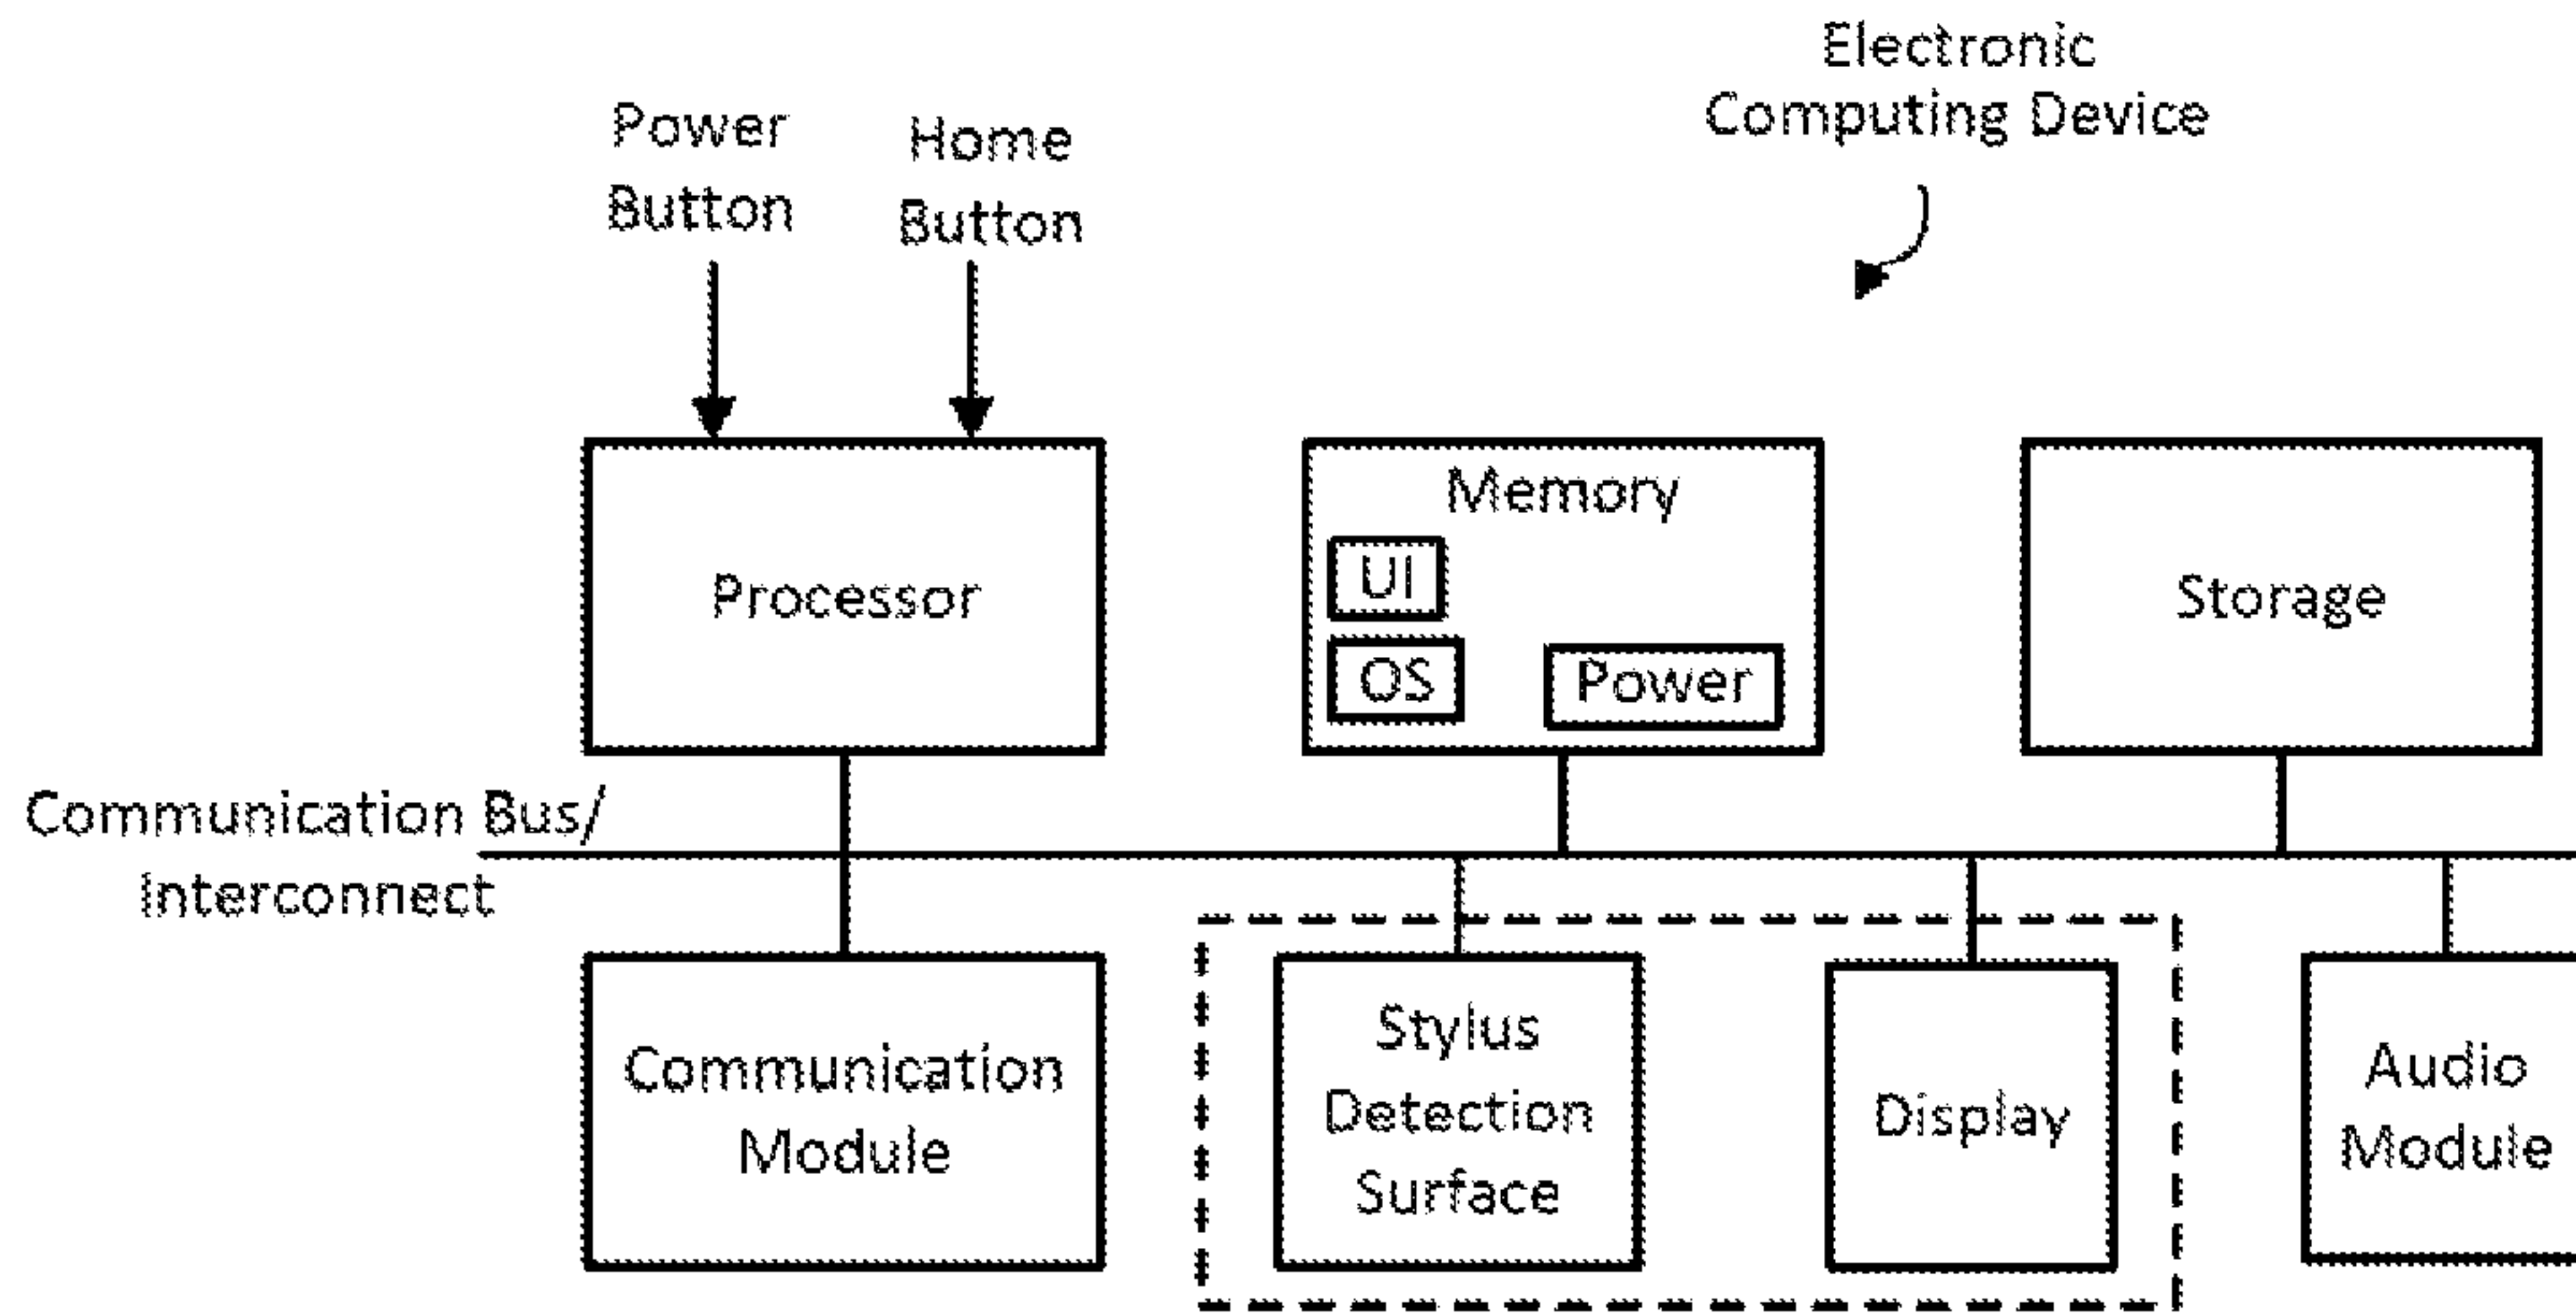 Electronic
Computing Device
Power
Button
Home
Button
Processor
Memory
UI
OS
Power
Storage
Communication Bus/
Interconnect
Communication
Module
Stylus
Detection
Surface
Display
Audio
Module